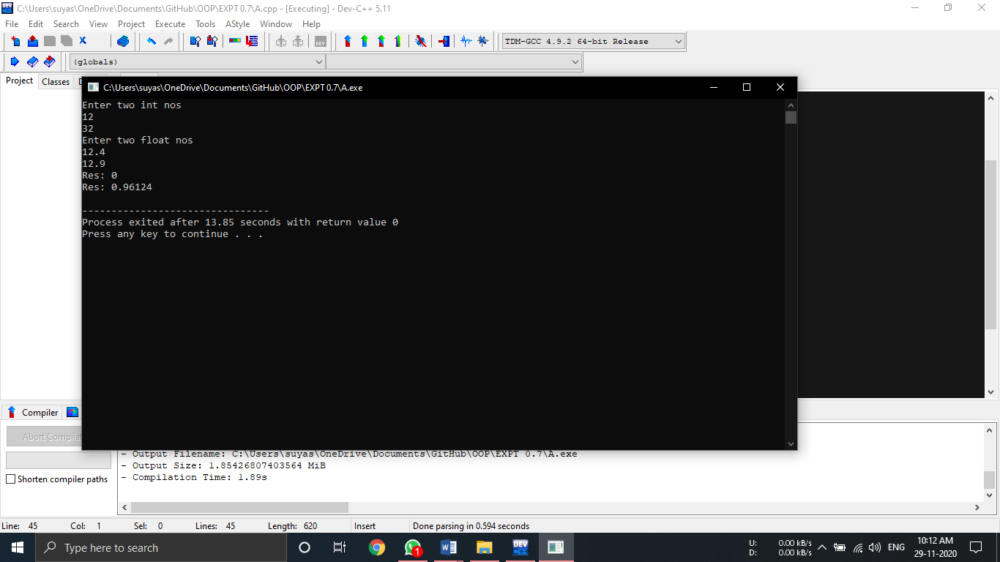 C:\Users\suyas\OneDrive\Documents\GitHub\OOP\EXPT 0.7\A.cpp - [Executing] - Dev-C++ 5.11
File Edit Search View Project Execute Tools AStyle Window Help
TDM-GCC 4.9.2 64-bit Release
(globals)
Project Classes
C:\Users\suyas\OneDrive\Documents\GitHub\OOP\EXPT 0.7\A.exe
Enter two int nos
12
32
Enter two float nos
12.4
12.9
Res: 0
Res: 0.96124
--------------------------------
Process exited after 13.85 seconds with return value 0
Press any key to continue . . .
Compiler
Abort Compilat
- Output Filename: C:\Users\suyas\OneDrive\Documents\GitHub\OOP\EXPT 0.7\A.exe
- Output Size: 1.85426807403564 MiB
- Compilation Time: 1.89s
Shorten compiler paths
Line: 45 Col: 1 Sel: 0 Lines: 45 Length: 620 Insert Done parsing in 0.594 seconds
Type here to search
1
DEV
U: 0.00 kB/s
D: 0.00 kB/s
ENG
10:12 AM
29-11-2020